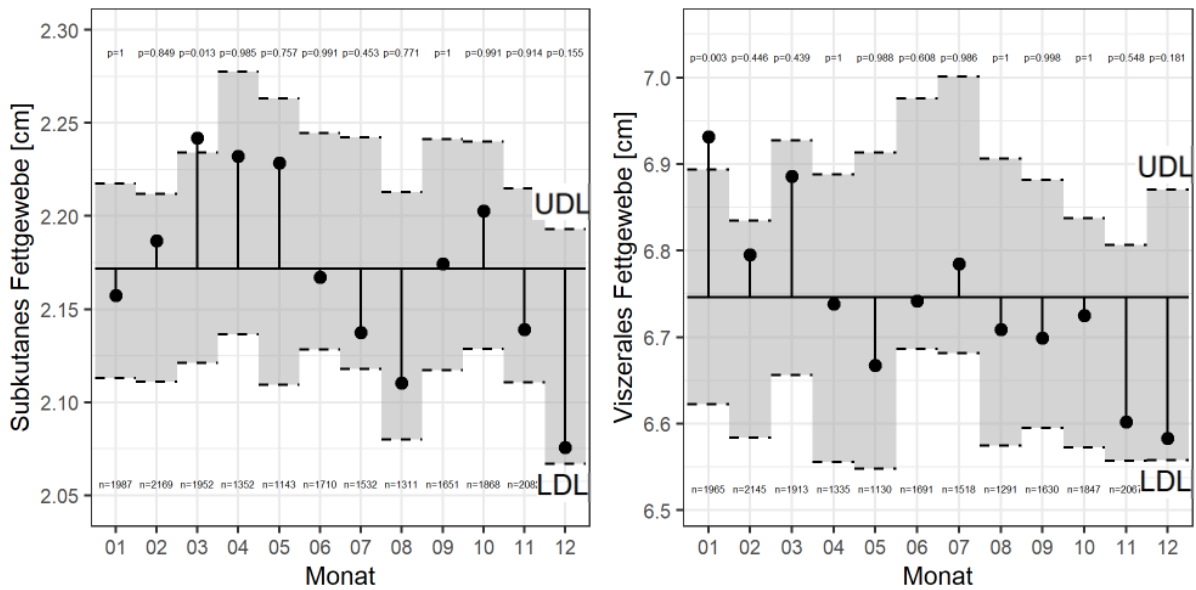 Subkutanes Fettgewebe [cm]
2.30
2.25
2.20
2.15
2.10
2.05
p=1 p=0.849 p=0.013 p=0.985 p=0.757 p=0.991 p=0.453 p=0.771 p=1 p=0.991 p=0.914 p=0.155
UDL
LDL
n=1987 n=2169 n=1952 n=1352 n=1143 n=1710 n=1532 n=1311 n=1651 n=1868
01 02 03 04 05 06 07 08 09 10 11 12
Monat
Viszerales Fettgewebe [cm]
7.0
6.9
6.8
6.7
6.6
6.5
p=0.003 p=0.446 p=0.439 p=1 p=0.988 p=0.608 p=0.986 p=1 p=0.998 p=1 p=0.548 p=0.181
UDL
LDL
n=1965 n=2145 n=1913 n=1335 n=1130 n=1691 n=1518 n=1291 n=1630 n=1847
01 02 03 04 05 06 07 08 09 10 11 12
Monat